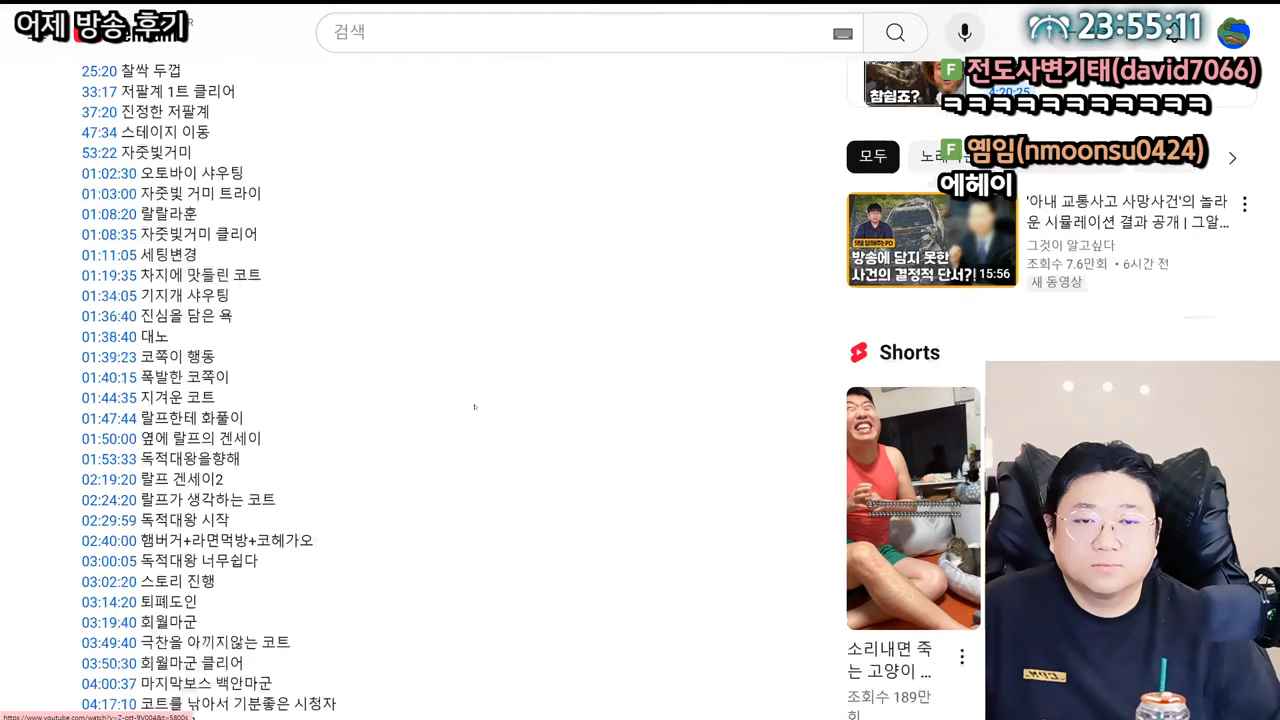 어제 방송 후기
검색
23:55:11
25:20 찰싹 두껍
33:17 저팔계 1트 클리어
37:20 진정한 저팔계
47:34 스테이지 이동
53:22 자줏빛거미
01:02:30 오토바이 샤우팅
01:03:00 자줏빛 거미 트라이
01:08:20 랄랄라훈
01:08:35 자줏빛거미 클리어
01:11:05 세팅변경
01:19:35 차지에 맛들린 코트
01:34:05 기지개 샤우팅
01:36:40 진심을 담은 욕
01:38:40 대노
01:39:23 코쪽이 행동
01:40:15 폭발한 코쪽이
01:44:35 지겨운 코트
01:47:44 랄프한테 화풀이
01:50:00 옆에 랄프의 겐세이
01:53:33 독적대왕을향해
02:19:20 랄프 겐세이2
02:24:20 랄프가 생각하는 코트
02:29:59 독적대왕 시작
02:40:00 햄버거+라면먹방+코헤가오
03:00:05 독적대왕 너무쉽다
03:02:20 스토리 진행
03:14:20 퇴폐도인
03:19:40 회월마군
03:49:40 극찬을 아끼지않는 코트
03:50:30 회월마군 클리어
04:00:37 마지막보스 백안마군
04:17:10 코트를 낚아서 기분좋은 시청자
https://www.youtube.com/watch?v=Z-ott-9V004&t=5800s
F 전도사변기태(david7066)
ㅋㅋㅋㅋㅋㅋㅋㅋㅋㅋㅋ
참쉽죠?
4:20:25
F 옘임(nmoonsu0424)
에헤이
모두
방송에 담지 못한
사건의 결정적 단서?!
15:56
'아내 교통사고 사망사건'의 놀라
운 시뮬레이션 결과 공개 | 그알...
그것이 알고싶다
조회수 7.6만회 • 6시간 전
새 동영상
Shorts
소리내면 죽
는 고양이 ...
조회수 189만
회